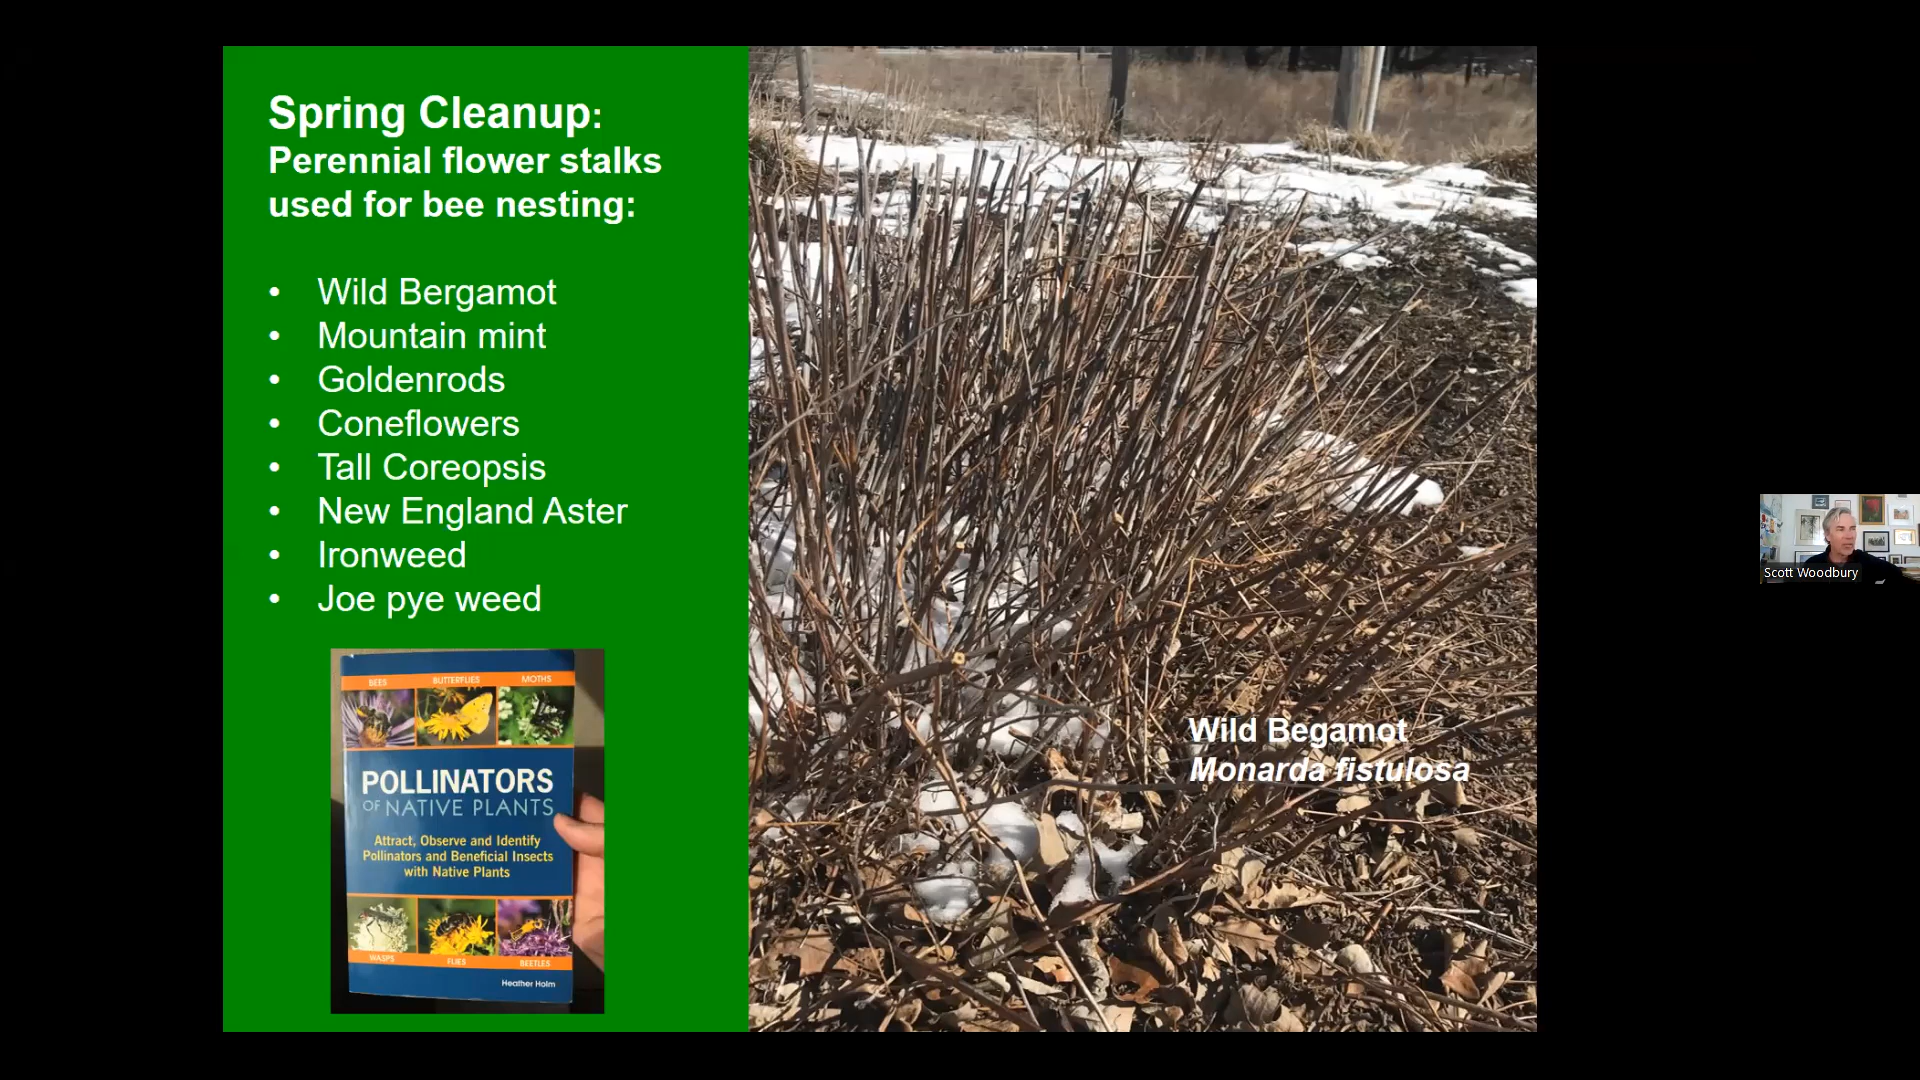 Spring Cleanup:
Perennial flower stalks
used for bee nesting:
• Wild Bergamot
• Mountain mint
• Goldenrods
• Coneflowers
• Tall Coreopsis
• New England Aster
• Ironweed
• Joe pye weed
BEES BUTTERFLIES MOTHS
POLLINATORS
OF NATIVE PLANTS
Attract, Observe and Identify
Pollinators and Beneficial Insects
with Native Plants
WASPS FLIES BEETLES
Heather Holm
Wild Begamot
Monarda fistulosa
Scott Woodbury